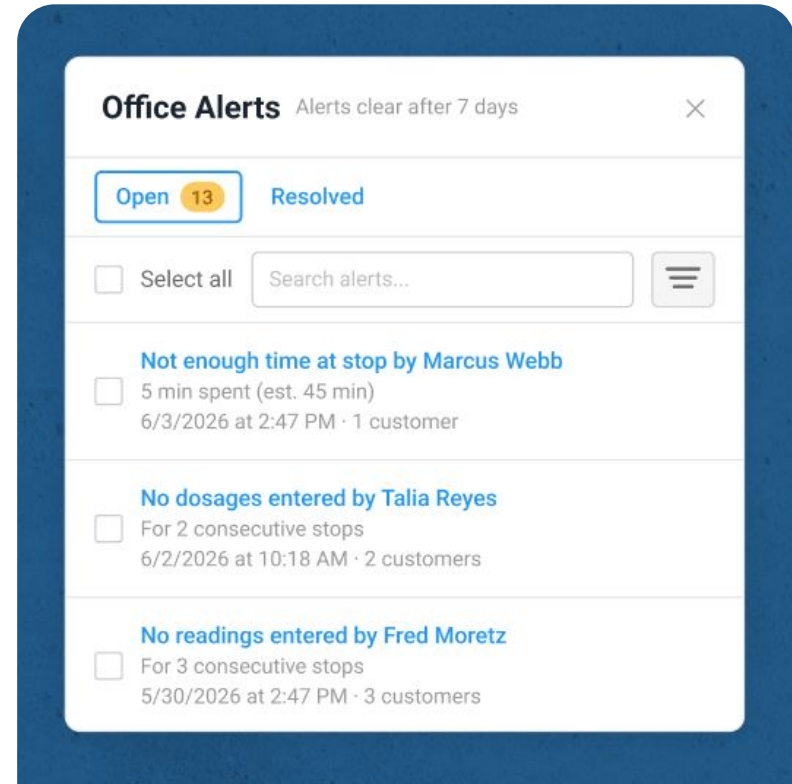 Office Alerts Alerts clear after 7 days
Open 13 Resolved
Select all Search alerts...
Not enough time at stop by Marcus Webb
5 min spent (est. 45 min)
6/3/2026 at 2:47 PM · 1 customer
No dosages entered by Talia Reyes
For 2 consecutive stops
6/2/2026 at 10:18 AM · 2 customers
No readings entered by Fred Moretz
For 3 consecutive stops
5/30/2026 at 2:47 PM · 3 customers